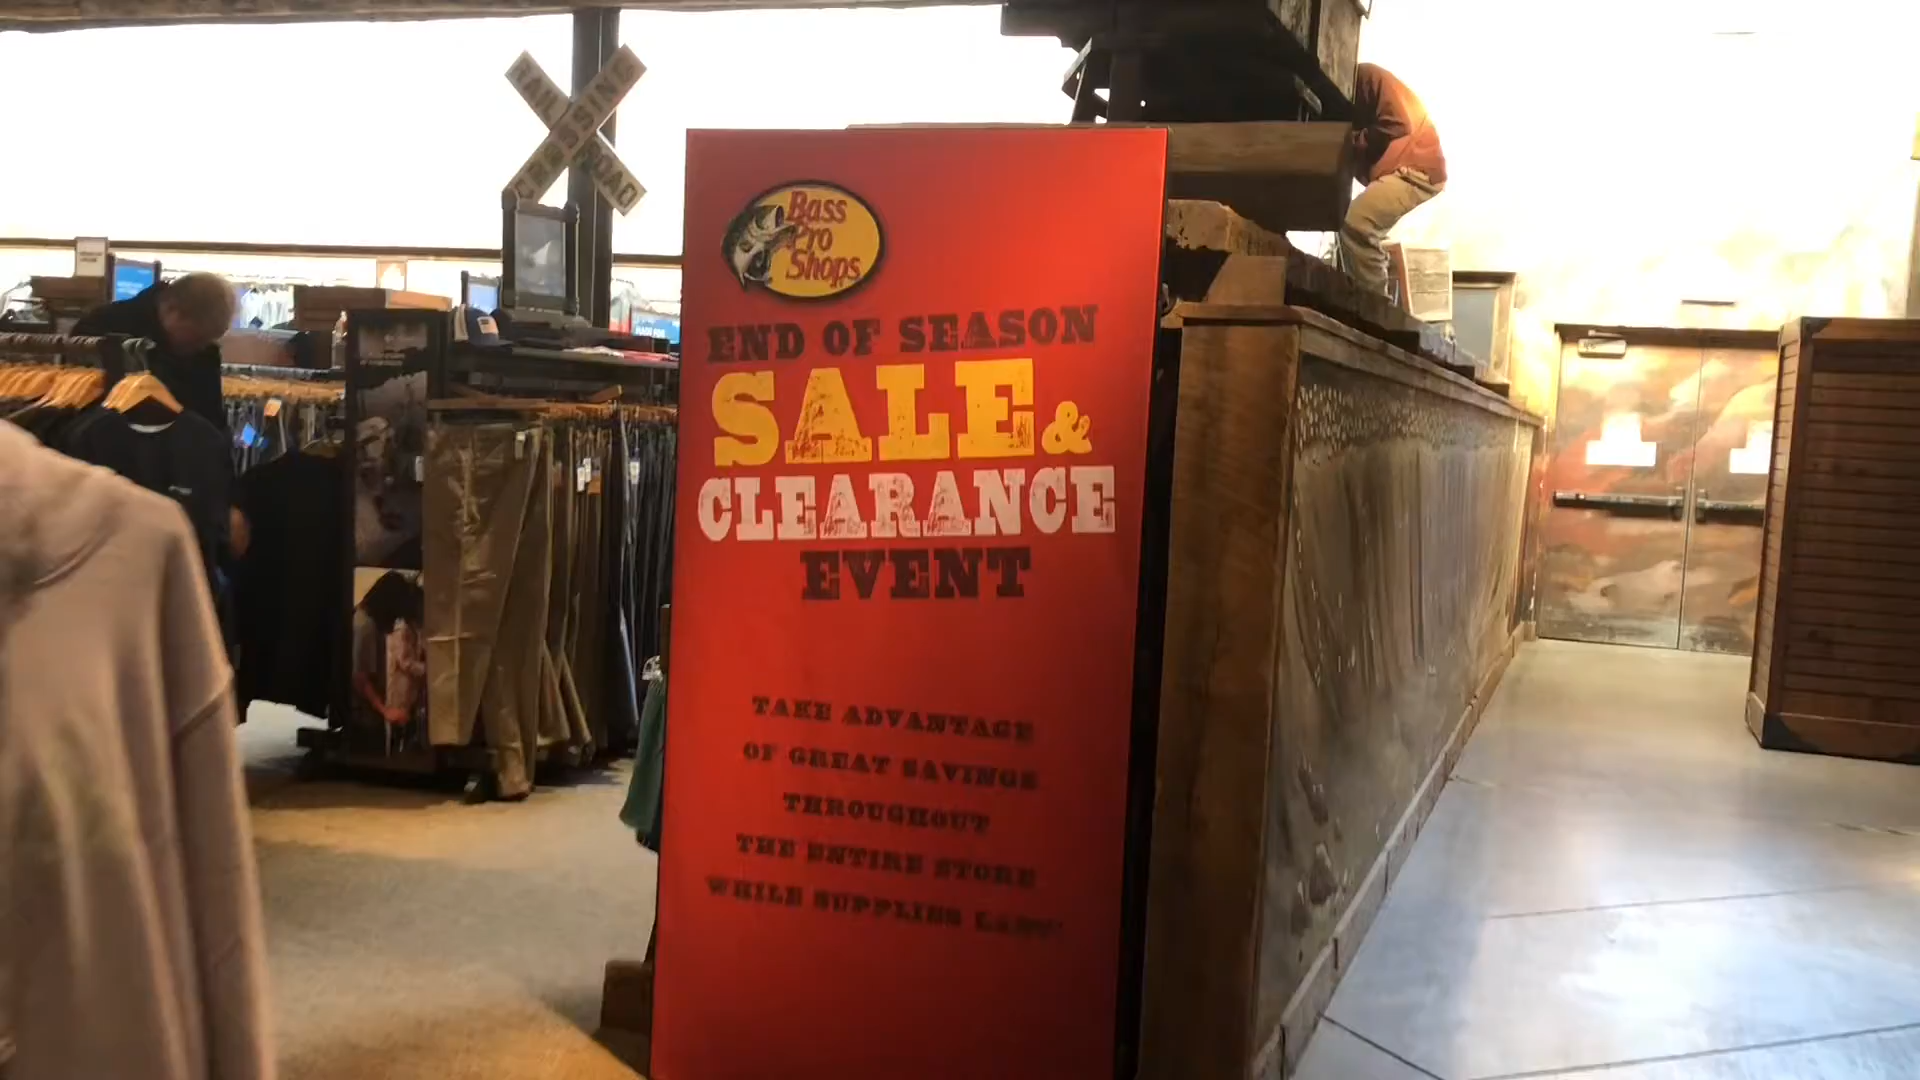 RAIL ROAD
CROSSING
Bass
Pro
Shops
END OF SEASON
SALE &
CLEARANCE
EVENT
TAKE ADVANTAGE
OF GREAT SAVINGS
THROUGHOUT
THE ENTIRE STORE
WHILE SUPPLIES LAST!